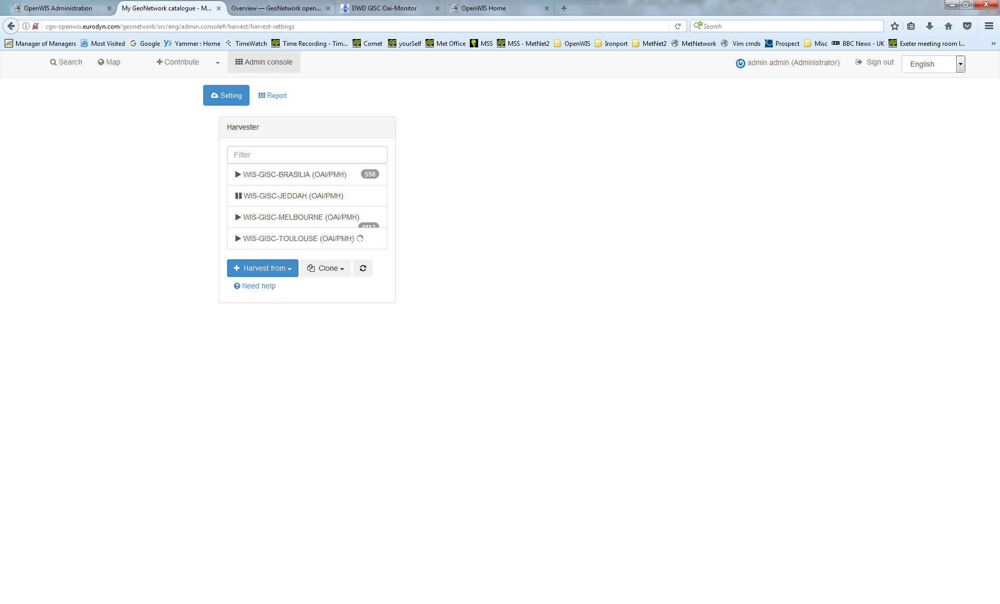 OpenWIS Administration
My GeoNetwork catalogue - M...
Overview — GeoNetwork open...
DWD GISC Oai-Monitor
OpenWIS Home
cgn-openwis.eurodyn.com/geonetwork/srv/eng/admin.console#/harvest/harvest-settings
Search
Manager of Managers
Most Visited
Google
Yammer : Home
TimeWatch
Time Recording - Tim...
Comet
yourSelf
Met Office
MSS
MSS - MetNet2
OpenWIS
Ironport
MetNet2
MetNetwork
Vim cmds
Prospect
Misc
BBC News - UK
Exeter meeting room l...
Search
Map
Contribute
Admin console
admin admin (Administrator)
Sign out
English
Setting
Report
Harvester
Filter
WIS-GISC-BRASILIA (OAI/PMH) 558
WIS-GISC-JEDDAH (OAI/PMH)
WIS-GISC-MELBOURNE (OAI/PMH)
1113
WIS-GISC-TOULOUSE (OAI/PMH)
Harvest from
Clone
Need help